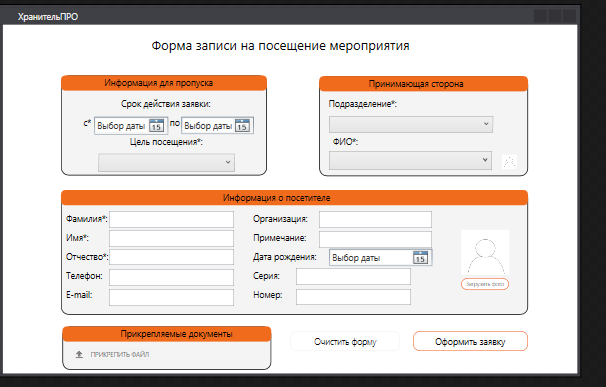 ХранительПРО
Форма записи на посещение мероприятия
Информация для пропуска
Срок действия заявки:
с* Выбор даты 15 по Выбор даты 15
Цель посещения*:
Принимающая сторона
Подразделение*:
ФИО*:
Информация о посетителе
Фамилия*:
Имя*:
Отчество*:
Телефон:
E-mail:
Организация:
Примечание:
Дата рождения: Выбор даты 15
Серия:
Номер:
Загрузить фото
Прикрепляемые документы
ПРИКРЕПИТЬ ФАЙЛ
Очистить форму
Оформить заявку